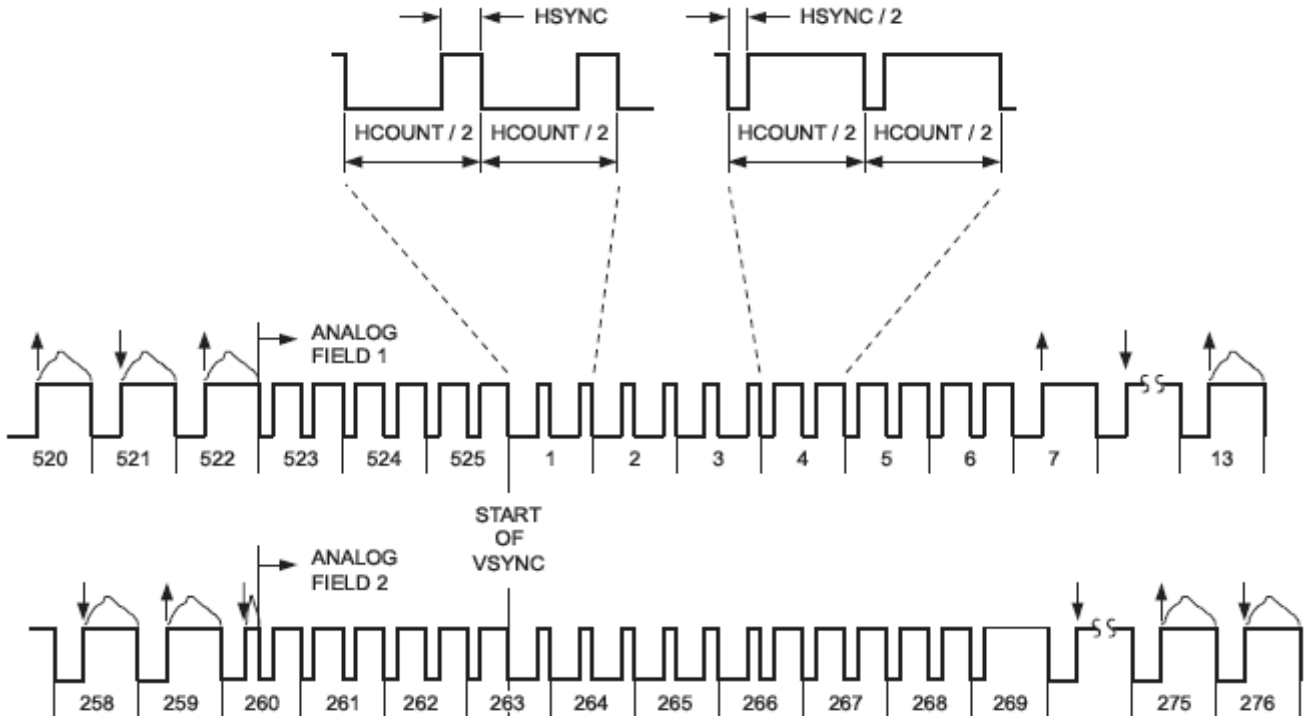 HSYNC
HSYNC / 2
HCOUNT / 2 HCOUNT / 2
HCOUNT / 2 HCOUNT / 2
ANALOG
FIELD 1
520 521 522 523 524 525 1 2 3 4 5 6 7 13
START
OF
VSYNC
ANALOG
FIELD 2
258 259 260 261 262 263 264 265 266 267 268 269 275 276